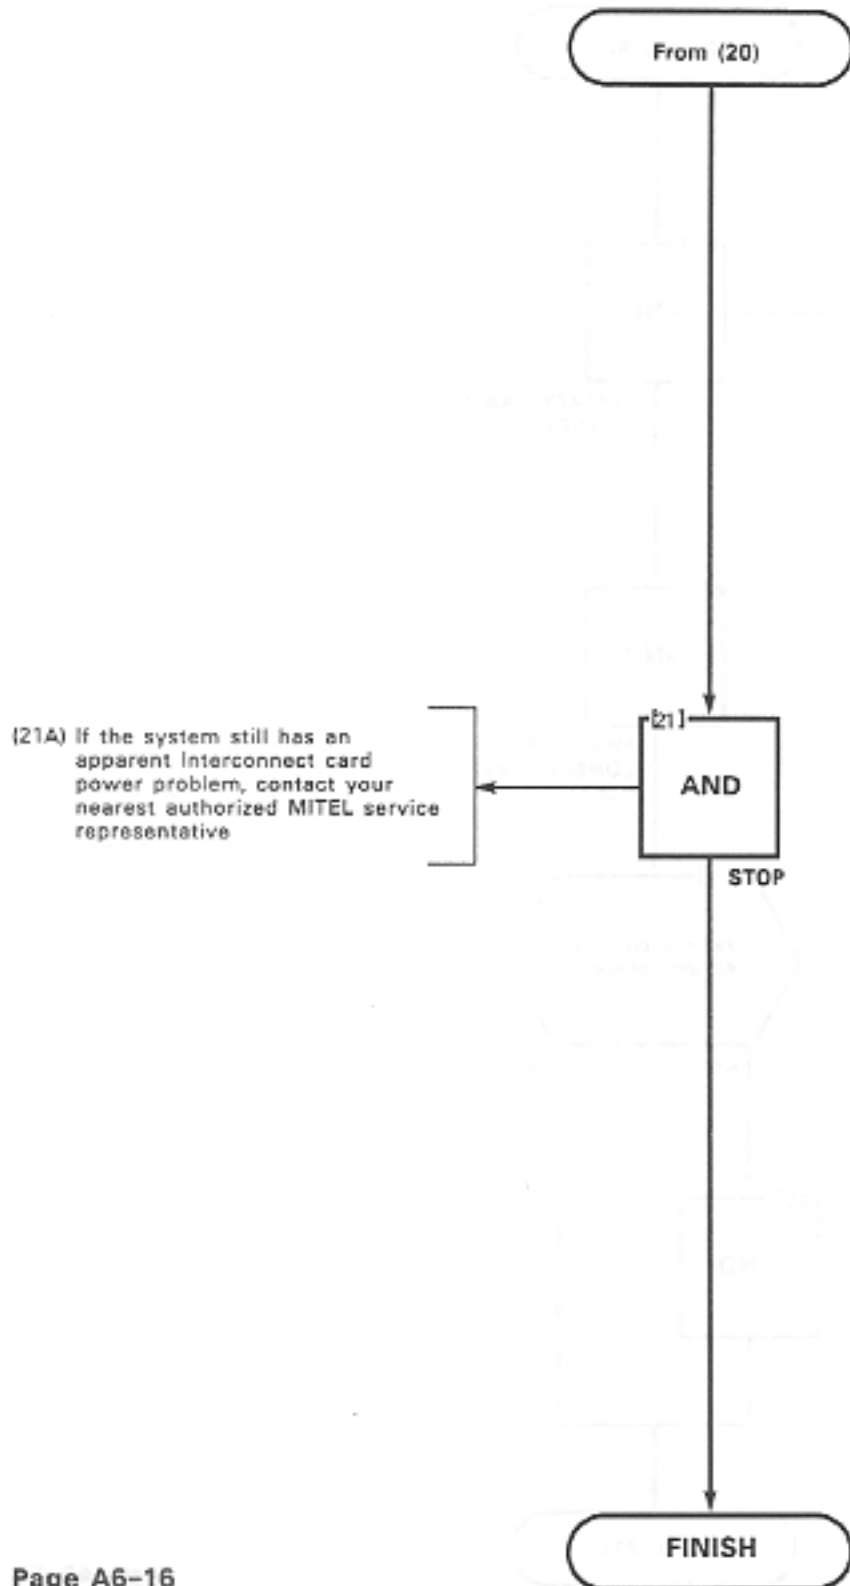 From (20)
[21]
(21A) If the system still has an
apparent Interconnect card
power problem, contact your
nearest authorized MITEL service
representative
AND
STOP
FINISH
Page A6-16